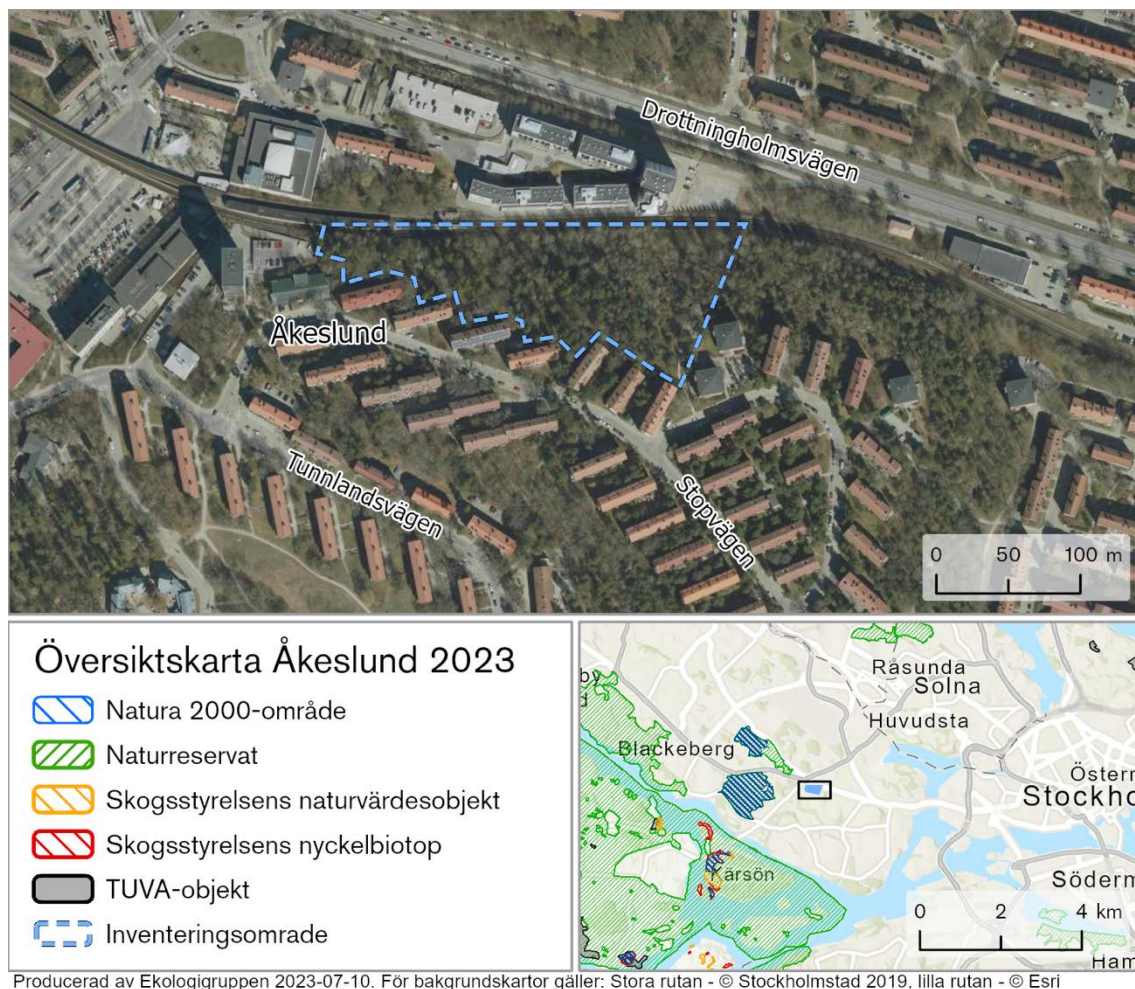 Drottningholmsvägen
Åkeslund
Tunnlandsvägen
Stopvägen
0 50 100 m
Översiktskarta Åkeslund 2023
Natura 2000-område
Naturreservat
Skogsstyrelsens naturvärdesobjekt
Skogsstyrelsens nyckelbiotop
TUVA-objekt
Inventeringsomrade
by
Råsunda
Solna
Huvudsta
Blackeberg
Östern
Stockho
Kärsön
Söderm
0 2 4 km
Ham
Producerad av Ekologigruppen 2023-07-10. För bakgrundskartor gäller: Stora rutan - © Stockholmstad 2019, lilla rutan - © Esri